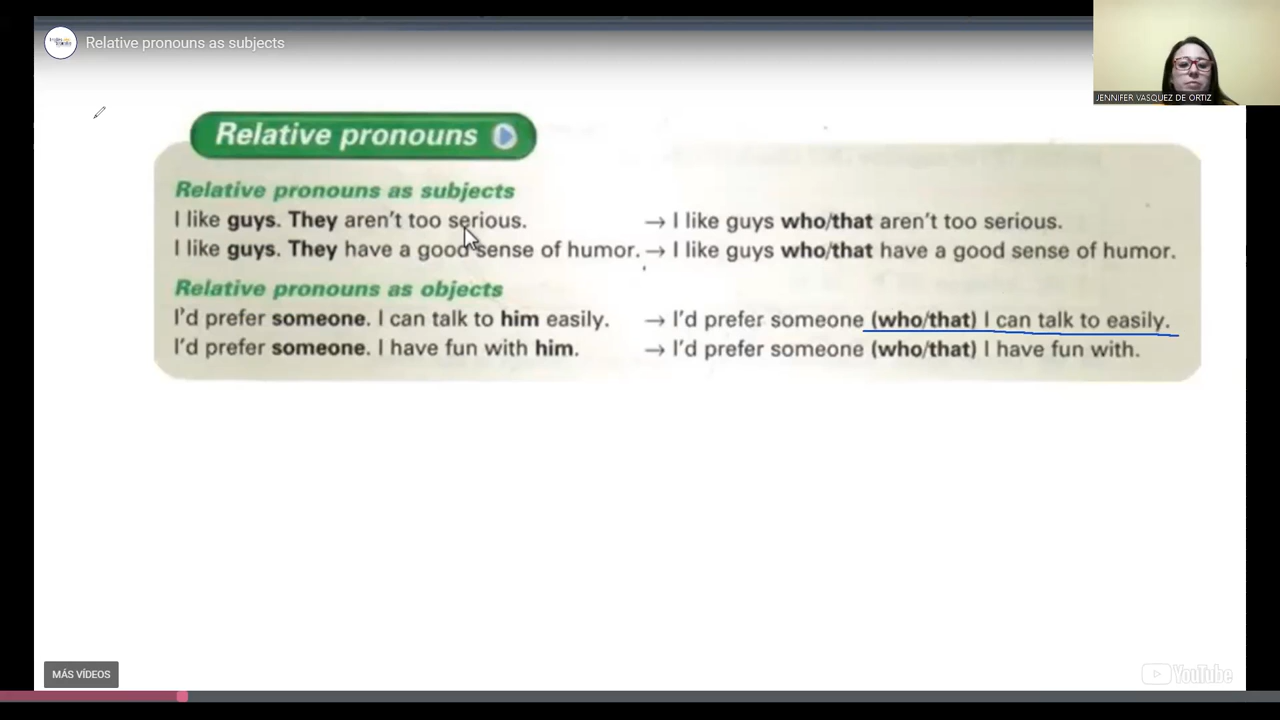 Relative pronouns as subjects
JENNIFER VASQUEZ DE ORTIZ
Relative pronouns
Relative pronouns as subjects
I like guys. They aren't too serious. → I like guys who/that aren't too serious.
I like guys. They have a good sense of humor. → I like guys who/that have a good sense of humor.
Relative pronouns as objects
I'd prefer someone. I can talk to him easily. → I'd prefer someone (who/that) I can talk to easily.
I'd prefer someone. I have fun with him. → I'd prefer someone (who/that) I have fun with.
MÁS VÍDEOS
YouTube